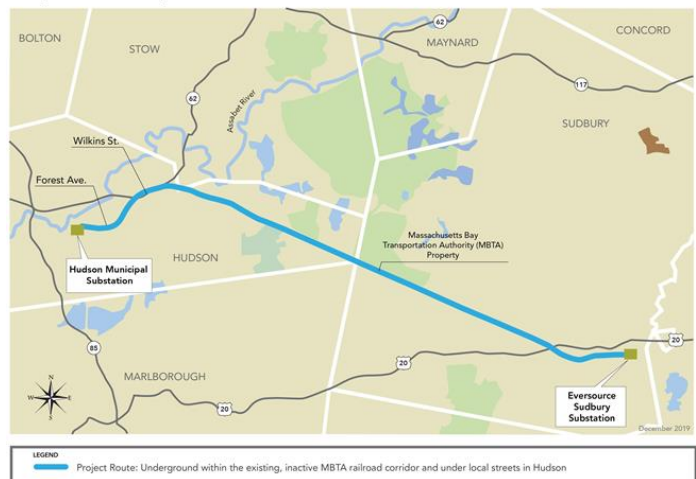 62
BOLTON
STOW
MAYNARD
CONCORD
117
62
Assabet River
SUDBURY
Wilkins St.
Forest Ave.
Massachusetts Bay
Transportation Authority (MBTA)
Property
HUDSON
Hudson Municipal
Substation
85
20
20
MARLBOROUGH
20
N
W
E
S
Eversource
Sudbury
Substation
December 2019
LEGEND
Project Route: Underground within the existing, inactive MBTA railroad corridor and under local streets in Hudson